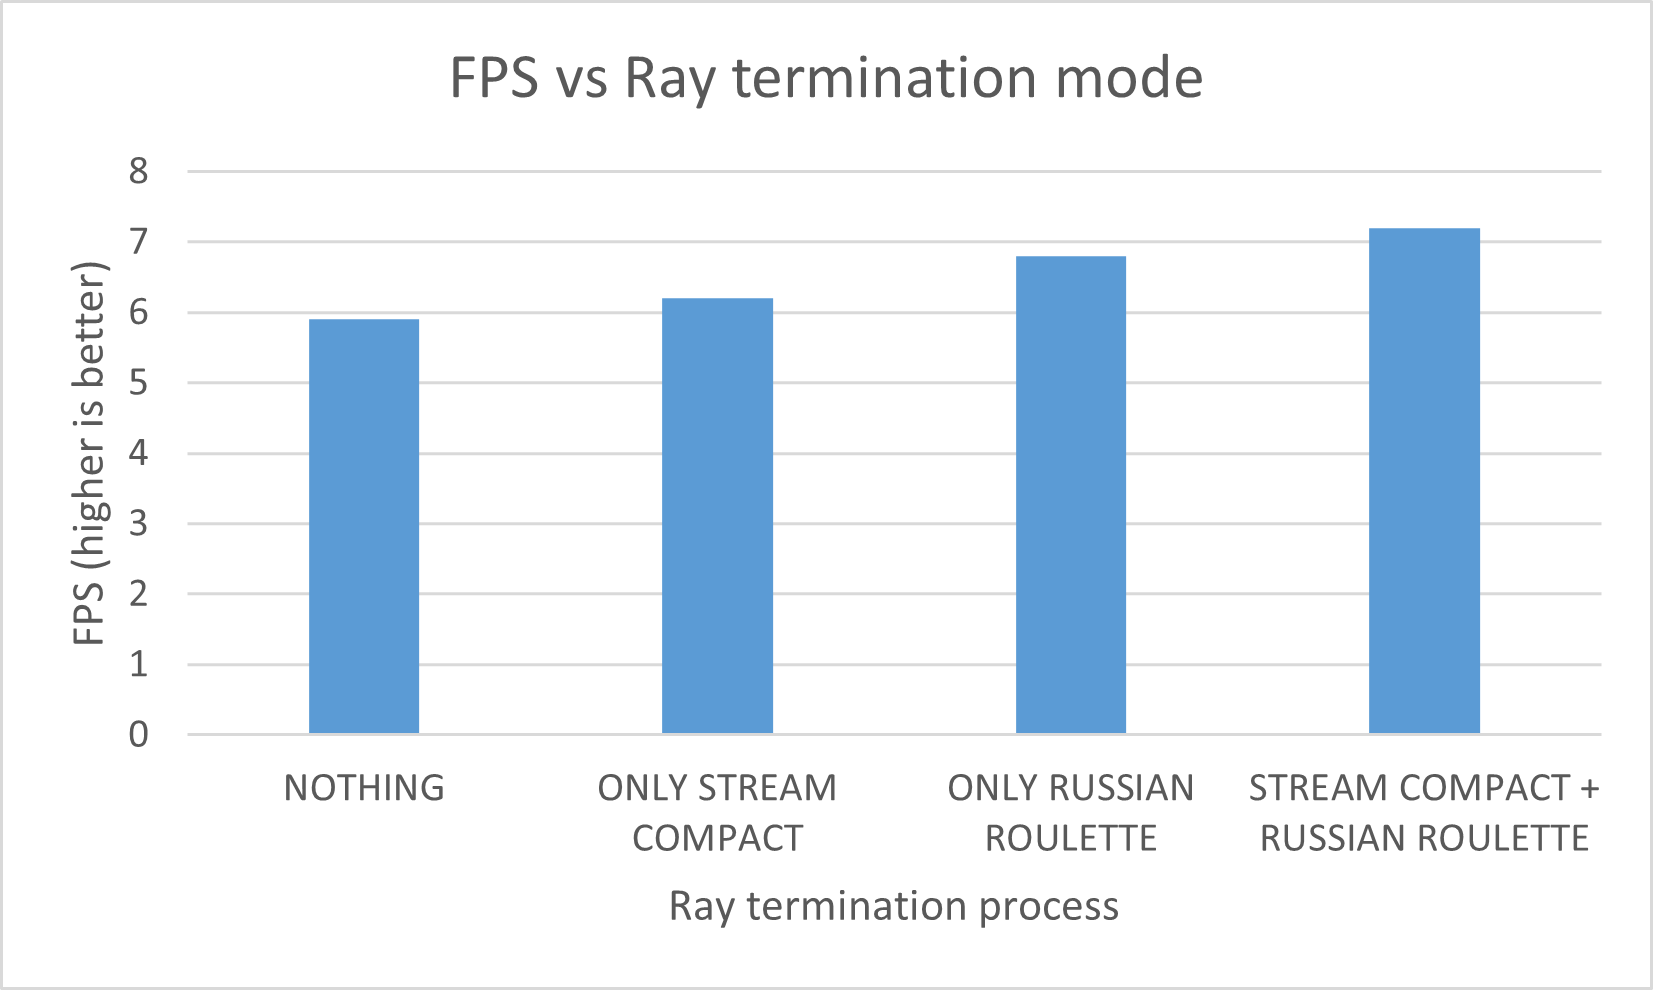 FPS vs Ray termination mode
FPS (higher is better)
8
7
6
5
4
3
2
1
0
NOTHING
ONLY STREAM
COMPACT
ONLY RUSSIAN
ROULETTE
STREAM COMPACT +
RUSSIAN ROULETTE
Ray termination process